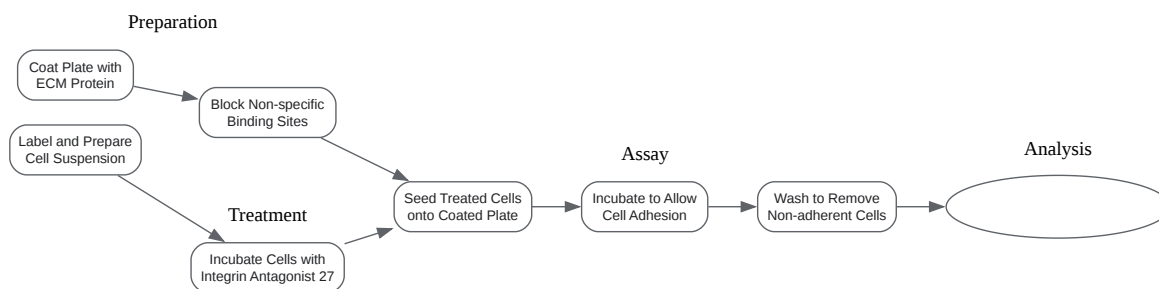 Preparation
Coat Plate with
ECM Protein
Block Non-specific
Binding Sites
Label and Prepare
Cell Suspension
Treatment
Incubate Cells with
Integrin Antagonist 27
Seed Treated Cells
onto Coated Plate
Assay
Incubate to Allow
Cell Adhesion
Wash to Remove
Non-adherent Cells
Analysis